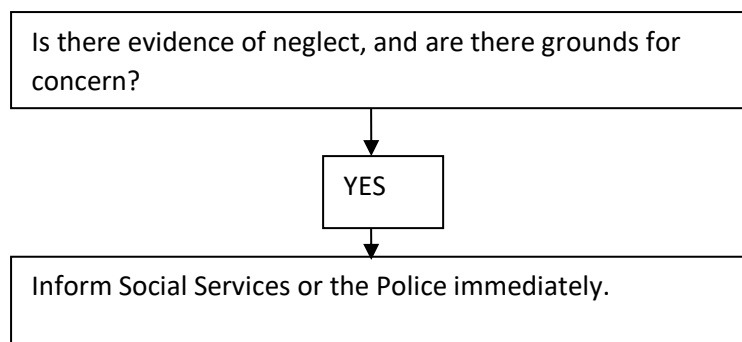 Is there evidence of neglect, and are there grounds for
concern?
YES
Inform Social Services or the Police immediately.